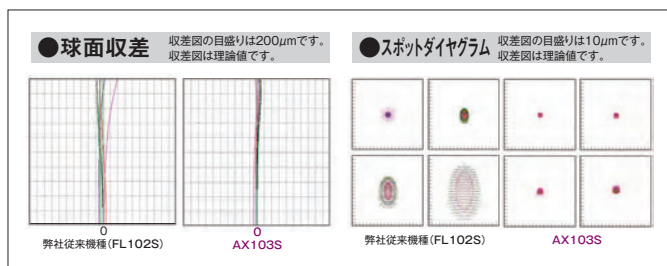 ●球面収差
収差図の目盛りは200μmです。
収差図は理論値です。
●スポットダイヤグラム
収差図の目盛りは10μmです。
収差図は理論値です。
0
弊社従来機種(FL102S)
0
AX103S
弊社従来機種(FL102S)
AX103S